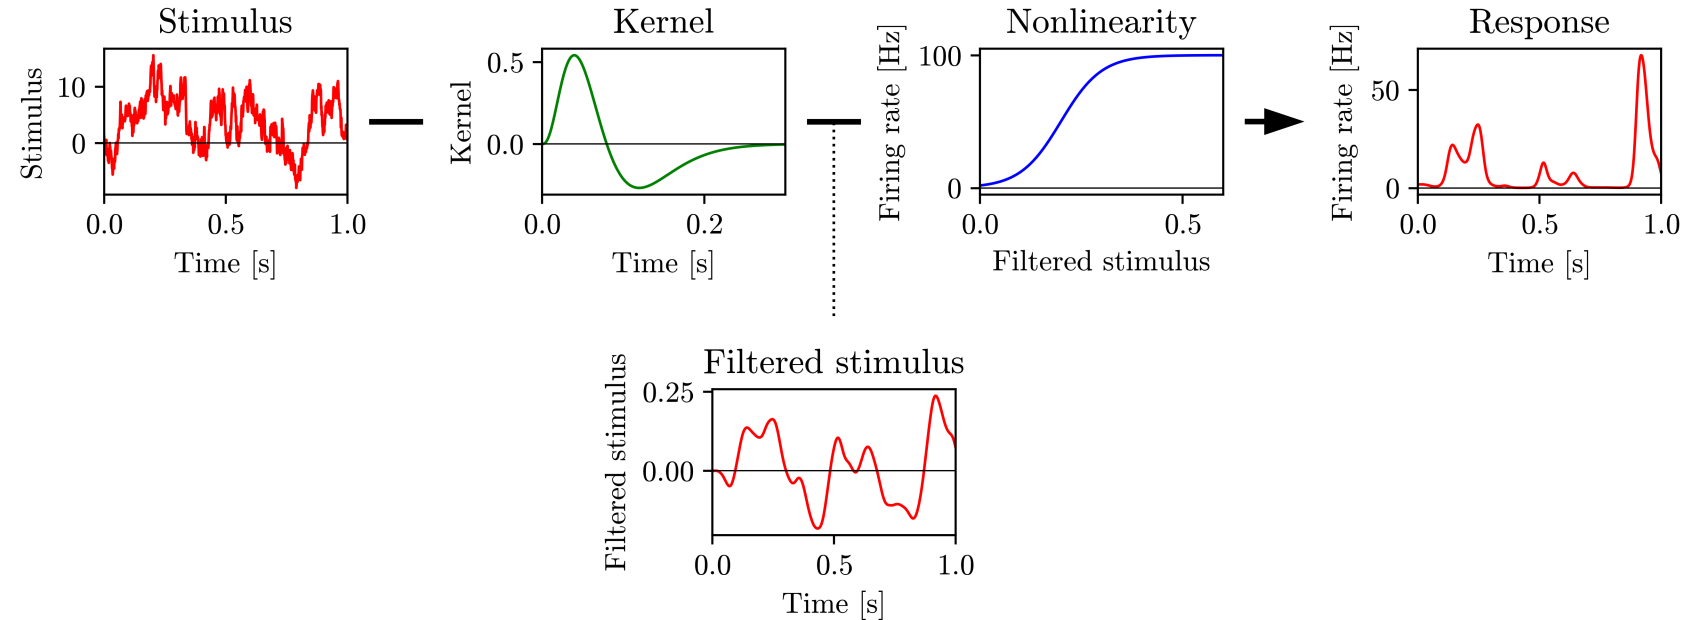 Stimulus
Stimulus
10
0
0.0 0.5 1.0
Time [s]
Kernel
Kernel
0.5
0.0
0.0 0.2
Time [s]
Nonlinearity
Firing rate [Hz]
100
0
0.0 0.5
Filtered stimulus
Response
Firing rate [Hz]
50
0
0.0 0.5 1.0
Time [s]
Filtered stimulus
Filtered stimulus
0.25
0.00
0.0 0.5 1.0
Time [s]